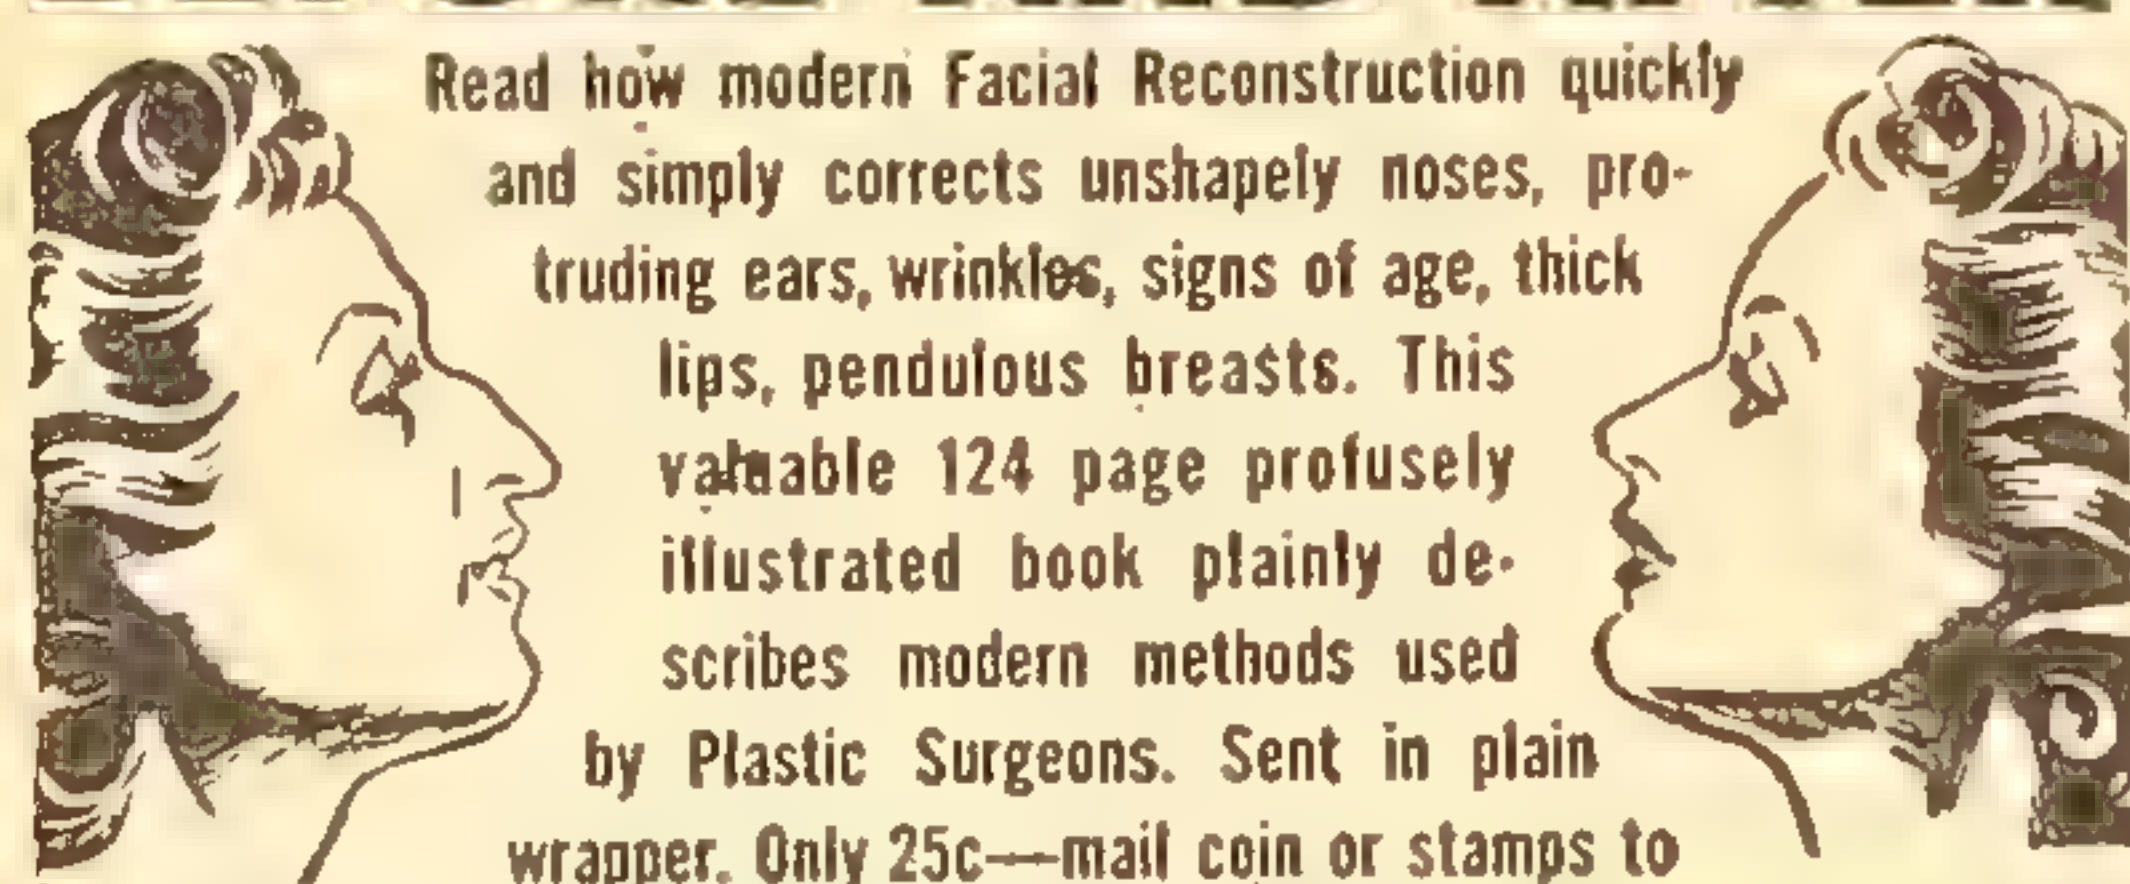 Read how modern Facial Reconstruction quickly
and simply corrects unshapely noses, pro-
truding ears, wrinkles, signs of age, thick
lips, pendulous breasts. This
valuable 124 page profusely
illustrated book plainly de-
scribes modern methods used
by Plastic Surgeons. Sent in plain
wrapper. Only 25c—mail coin or stamps to